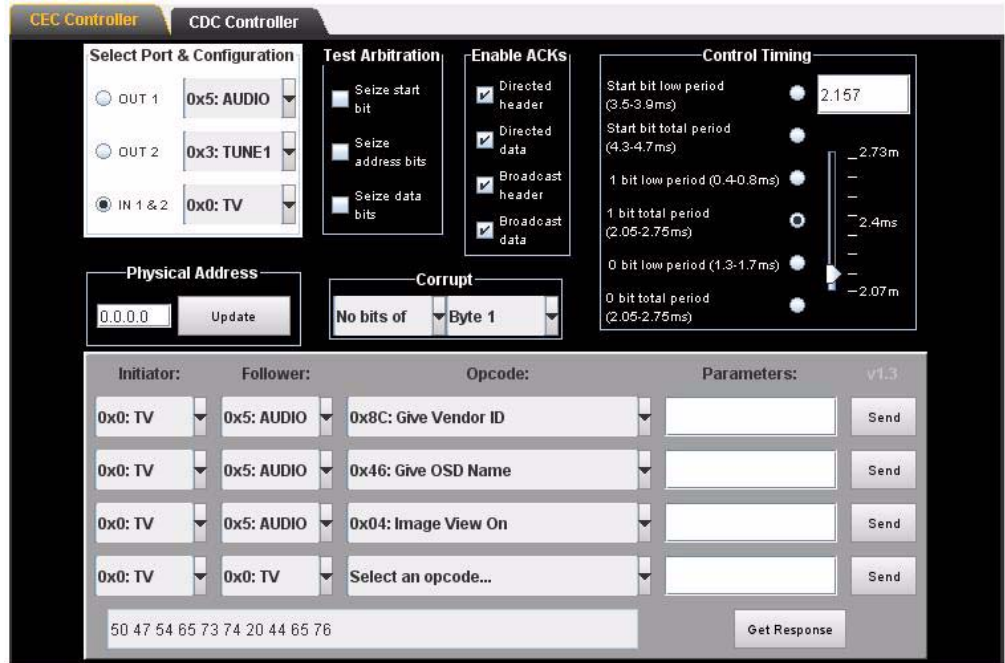 CEC Controller
CDC Controller
Select Port & Configuration
OUT 1
0x5: AUDIO
OUT 2
0x3: TUNE1
IN 1 & 2
0x0: TV
Test Arbitration
Seize start
bit
Seize
address bits
Seize data
bits
Enable ACKs
Directed
header
Directed
data
Broadcast
header
Broadcast
data
Control Timing
Start bit low period
(3.5-3.9ms)
2.157
Start bit total period
(4.3-4.7ms)
1 bit low period (0.4-0.8ms)
1 bit total period
(2.05-2.75ms)
0 bit low period (1.3-1.7ms)
0 bit total period
(2.05-2.75ms)
2.73m
2.4ms
2.07m
Physical Address
0.0.0.0
Update
Corrupt
No bits of
Byte 1
Initiator: Follower: Opcode: Parameters: v1.3
0x0: TV 0x5: AUDIO 0x8C: Give Vendor ID Send
0x0: TV 0x5: AUDIO 0x46: Give OSD Name Send
0x0: TV 0x5: AUDIO 0x04: Image View On Send
0x0: TV 0x0: TV Select an opcode... Send
50 47 54 65 73 74 20 44 65 76
Get Response